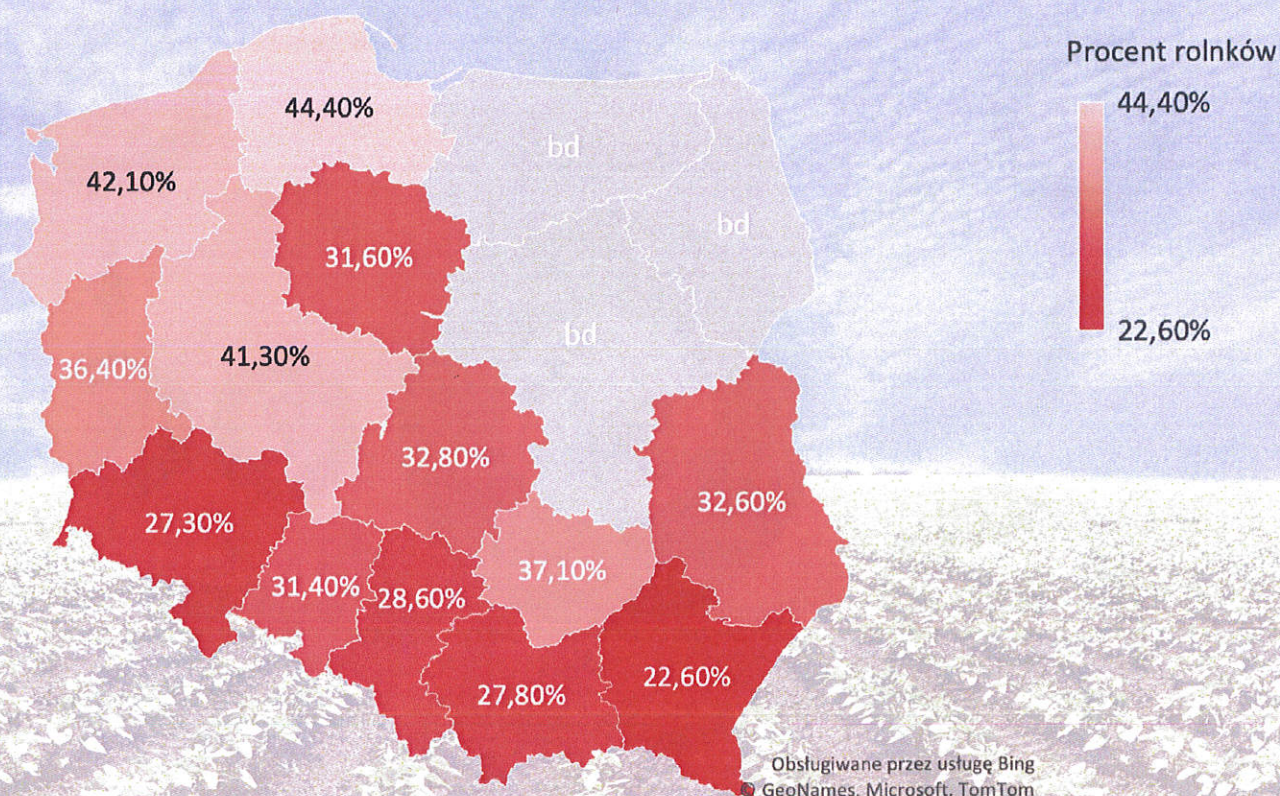 Procent rolnków
44,40%
22,60%
44,40%
bd
42,10%
bd
31,60%
bd
41,30%
36,40%
32,80%
32,60%
27,30%
37,10%
31,40%
28,60%
22,60%
27,80%
Obsługiwane przez usługę Bing
© GeoNames, Microsoft, TomTom